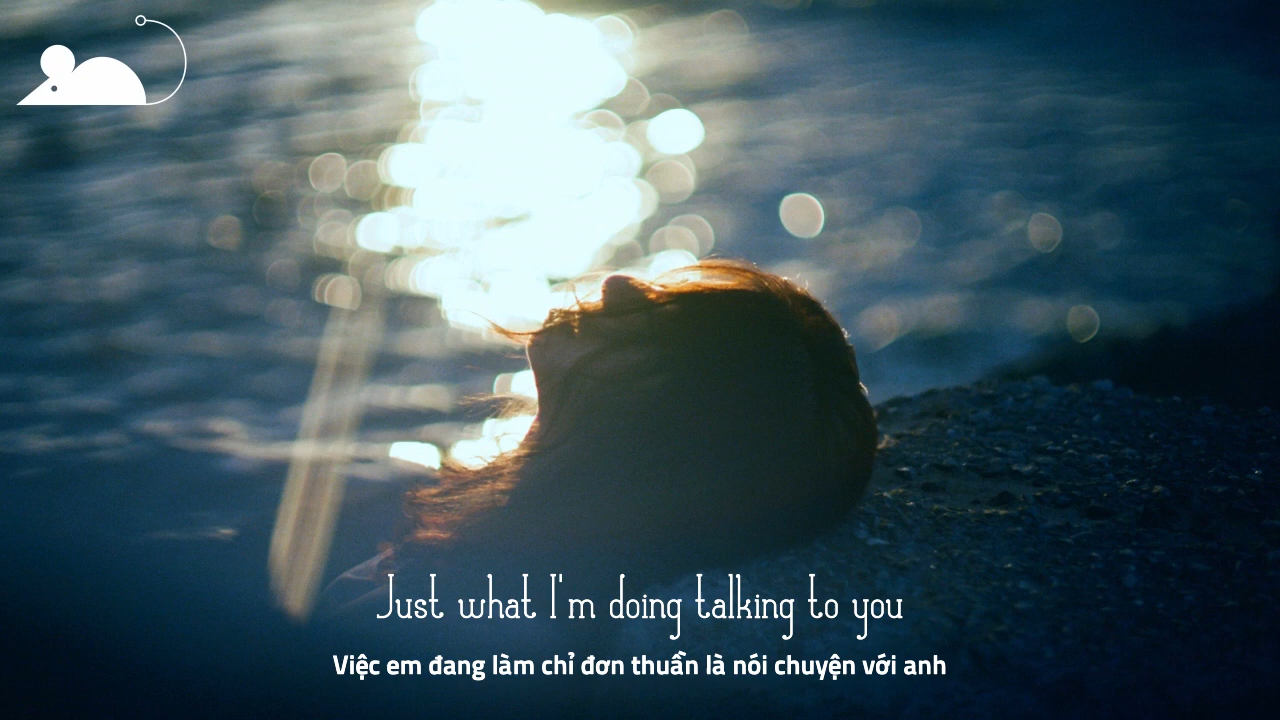 Just what I'm doing talking to you
Việc em đang làm chỉ đơn thuần là nói chuyện với anh